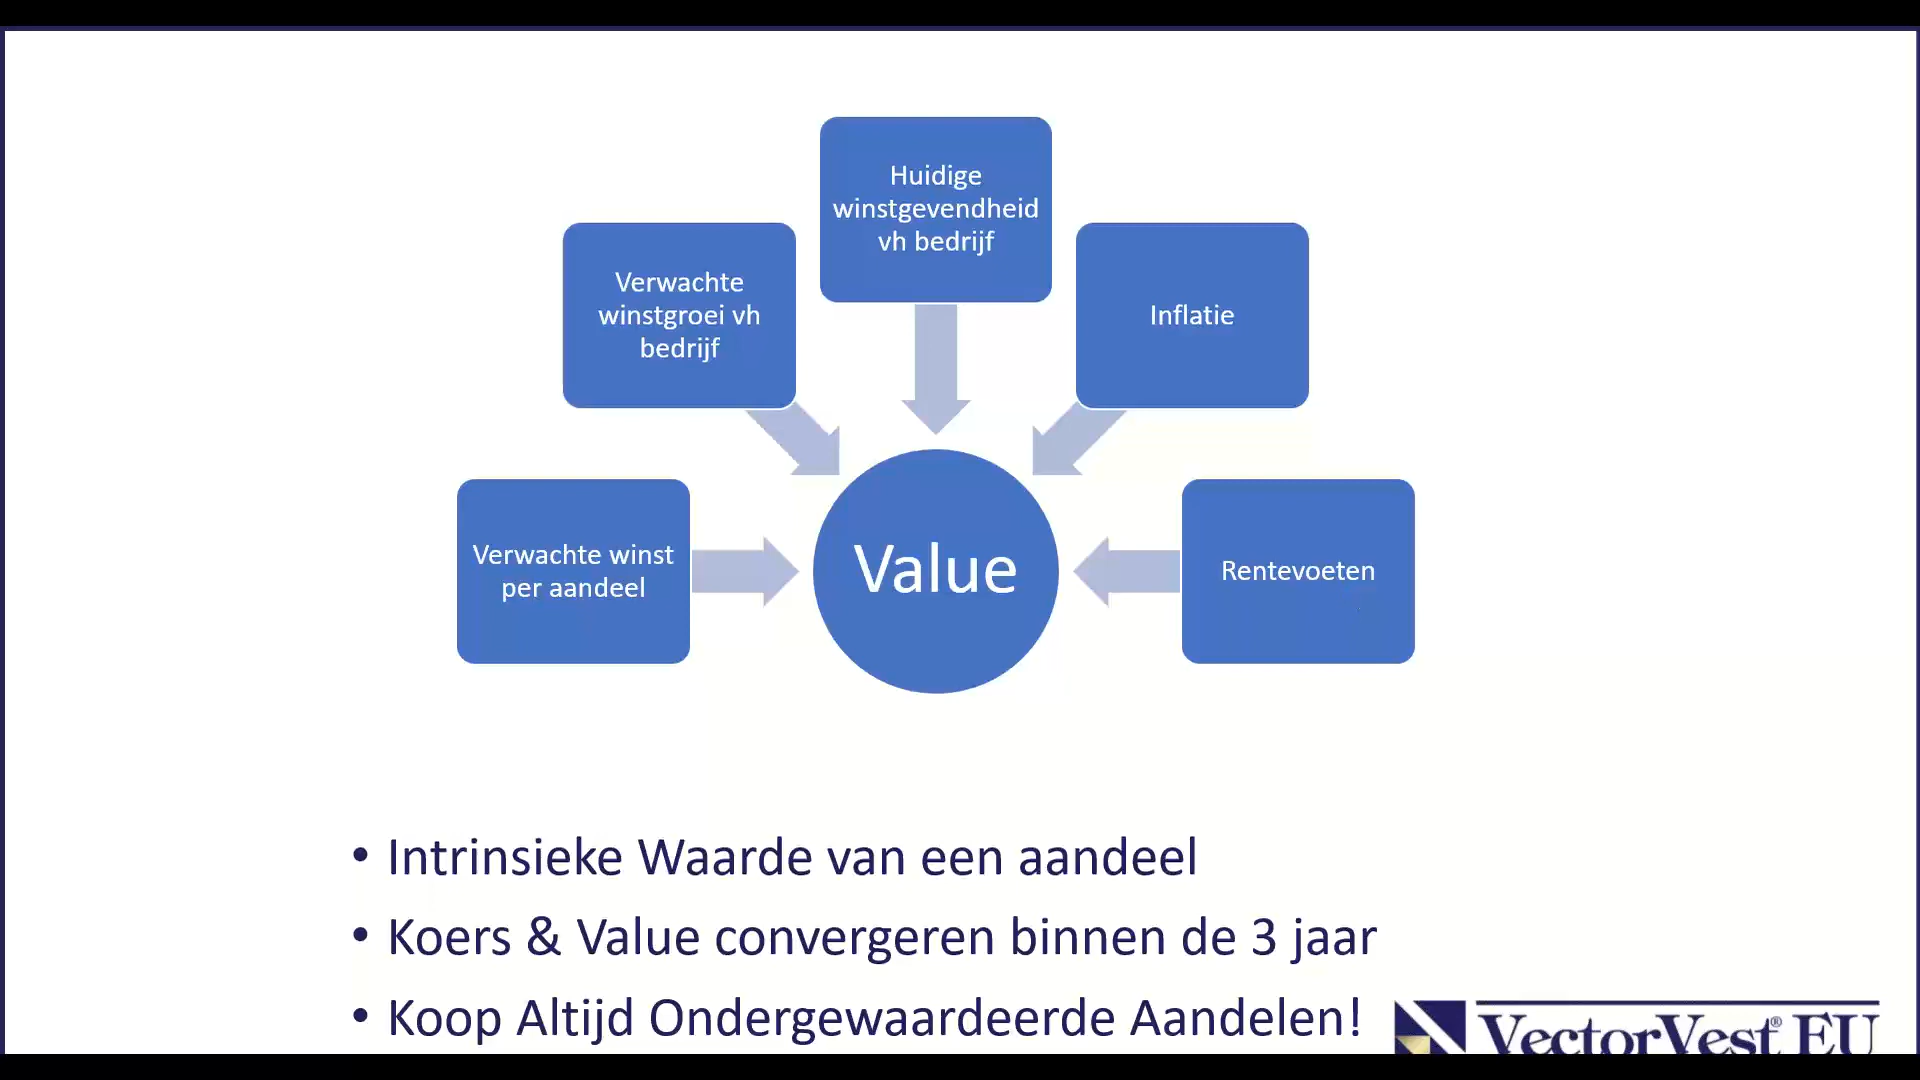 Huidige
winstgevendheid
vh bedrijf
Verwachte
winstgroei vh
bedrijf
Inflatie
Verwachte winst
per aandeel
Value
Rentevoeten
• Intrinsieke Waarde van een aandeel
• Koers & Value convergeren binnen de 3 jaar
• Koop Altijd Ondergewaardeerde Aandelen!
VectorVest® EU